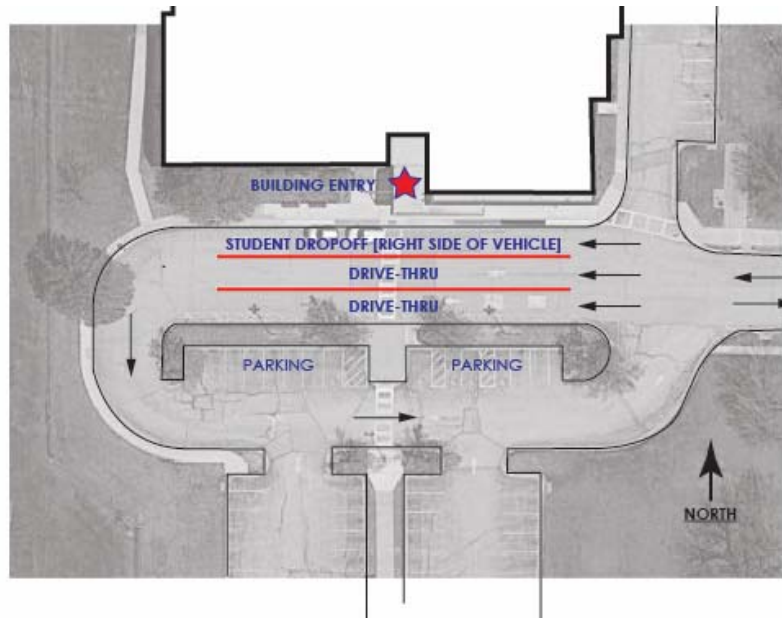 BUILDING ENTRY
STUDENT DROPOFF [RIGHT SIDE OF VEHICLE]
DRIVE-THRU
DRIVE-THRU
PARKING
PARKING
NORTH